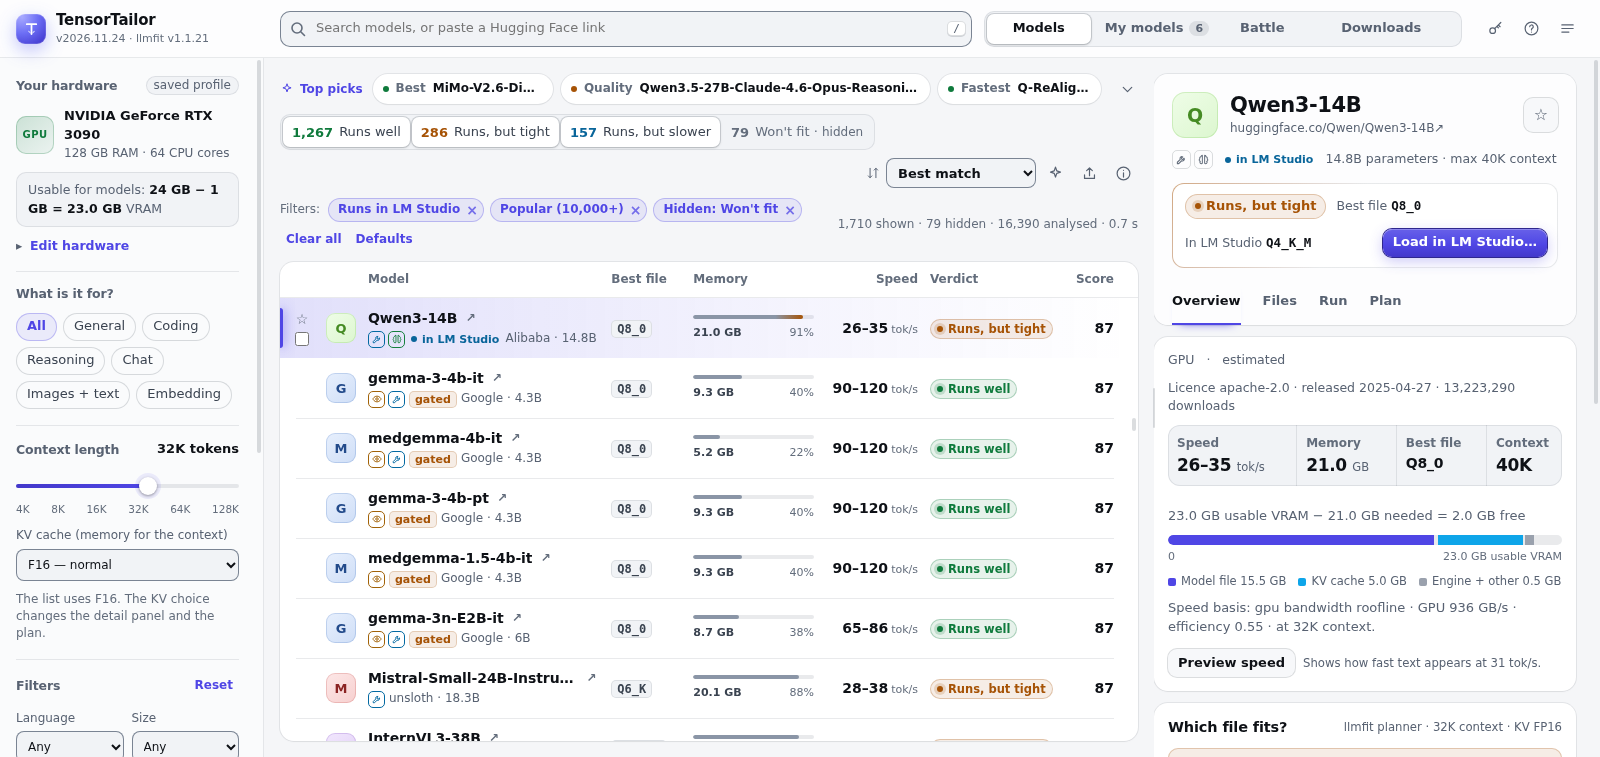 TensorTailor
v2026.11.24 · llmfit v1.1.21
Search models, or paste a Hugging Face link
/
Models
My models 6
Battle
Downloads
Your hardware
saved profile
GPU
NVIDIA GeForce RTX
3090
128 GB RAM · 64 CPU cores
Usable for models: 24 GB − 1
GB = 23.0 GB VRAM
▸ Edit hardware
What is it for?
All
General
Coding
Reasoning
Chat
Images + text
Embedding
Context length
32K tokens
4K 8K 16K 32K 64K 128K
KV cache (memory for the context)
F16 — normal
The list uses F16. The KV choice
changes the detail panel and the
plan.
Filters
Reset
Language
Size
Any
Any
Top picks
Best MiMo-V2.6-Di…
Quality Qwen3.5-27B-Claude-4.6-Opus-Reasoni…
Fastest Q-ReAlig…
1,267 Runs well
286 Runs, but tight
157 Runs, but slower
79 Won't fit · hidden
Best match
Filters:
Runs in LM Studio ×
Popular (10,000+) ×
Hidden: Won't fit ×
Clear all
Defaults
1,710 shown · 79 hidden · 16,390 analysed · 0.7 s
Model Best file Memory Speed Verdict Score
Q
Qwen3-14B ↗
in LM Studio Alibaba · 14.8B
Q8_0
21.0 GB 91%
26–35 tok/s
Runs, but tight
87
G
gemma-3-4b-it ↗
gated Google · 4.3B
Q8_0
9.3 GB 40%
90–120 tok/s
Runs well
87
M
medgemma-4b-it ↗
gated Google · 4.3B
Q8_0
5.2 GB 22%
90–120 tok/s
Runs well
87
G
gemma-3-4b-pt ↗
gated Google · 4.3B
Q8_0
9.3 GB 40%
90–120 tok/s
Runs well
87
M
medgemma-1.5-4b-it ↗
gated Google · 4.3B
Q8_0
9.3 GB 40%
90–120 tok/s
Runs well
87
G
gemma-3n-E2B-it ↗
gated Google · 6B
Q8_0
8.7 GB 38%
65–86 tok/s
Runs well
87
M
Mistral-Small-24B-Instru… ↗
unsloth · 18.3B
Q6_K
20.1 GB 88%
28–38 tok/s
Runs, but tight
87
InternVL3-38B ↗
Q
Qwen3-14B
huggingface.co/Qwen/Qwen3-14B↗
in LM Studio 14.8B parameters · max 40K context
Runs, but tight
Best file Q8_0
In LM Studio Q4_K_M
Load in LM Studio…
Overview
Files
Run
Plan
GPU · estimated
Licence apache-2.0 · released 2025-04-27 · 13,223,290
downloads
Speed Memory Best file Context
26–35 tok/s 21.0 GB Q8_0 40K
23.0 GB usable VRAM − 21.0 GB needed = 2.0 GB free
0 23.0 GB usable VRAM
Model file 15.5 GB KV cache 5.0 GB Engine + other 0.5 GB
Speed basis: gpu bandwidth roofline · GPU 936 GB/s ·
efficiency 0.55 · at 32K context.
Preview speed
Shows how fast text appears at 31 tok/s.
Which file fits?
llmfit planner · 32K context · KV FP16